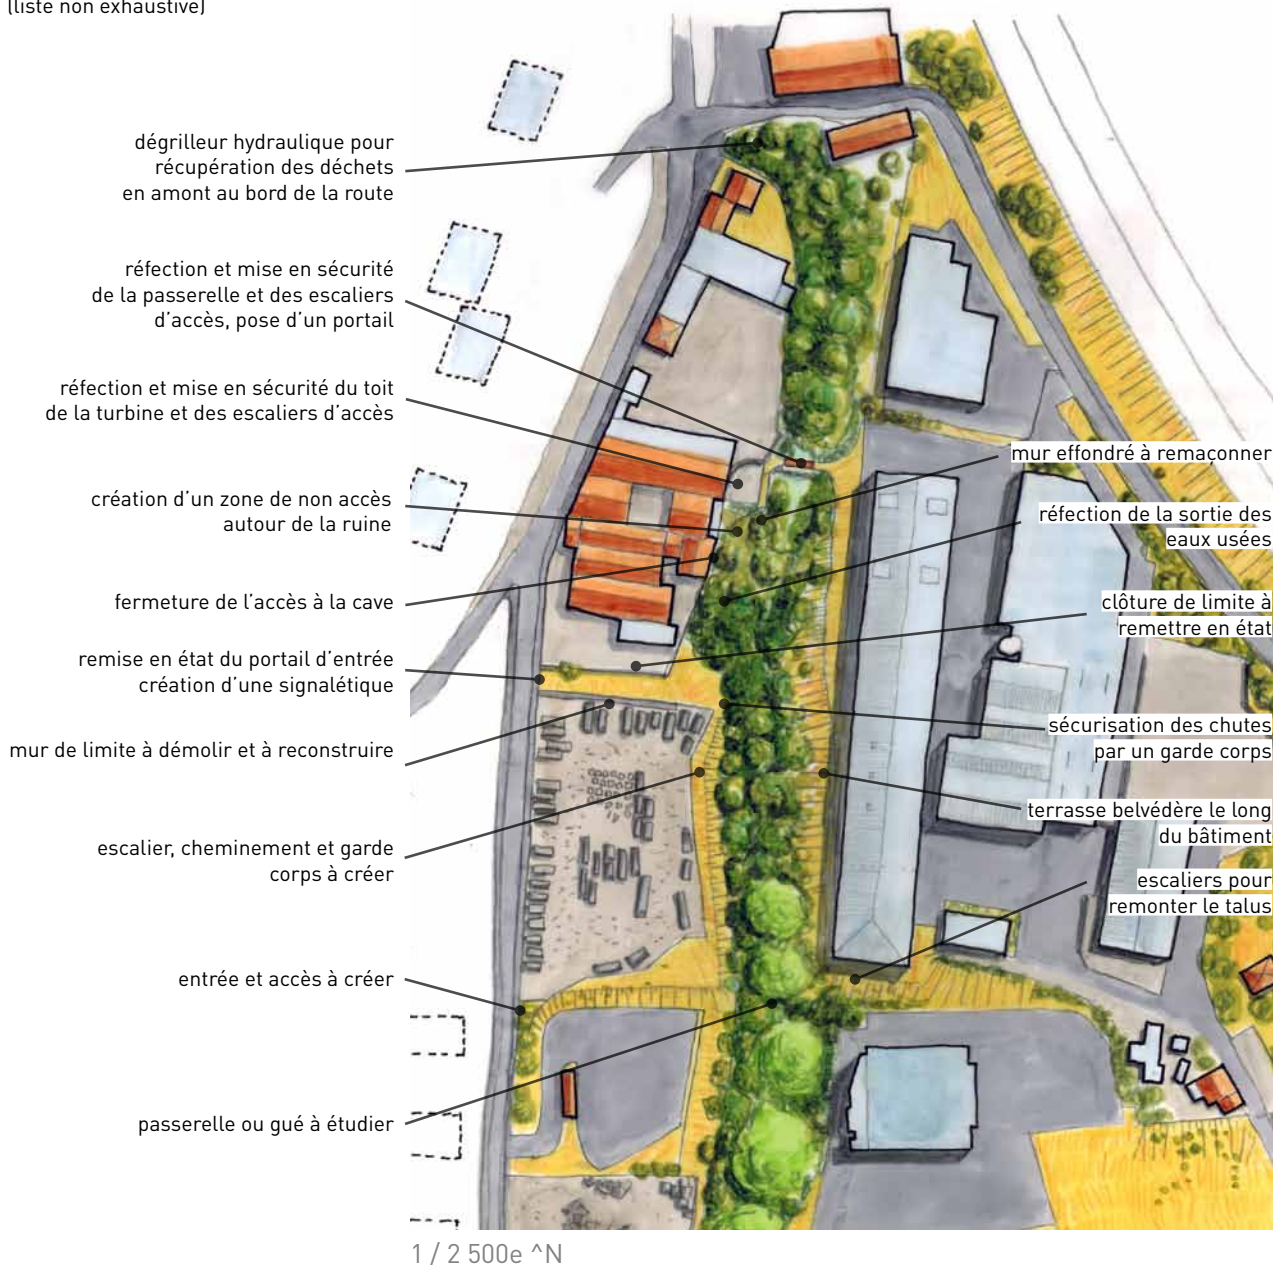 (liste non exhaustive)
dégrilleur hydraulique pour
récupération des déchets
en amont au bord de la route
réfection et mise en sécurité
de la passerelle et des escaliers
d'accès, pose d'un portail
réfection et mise en sécurité du toit
de la turbine et des escaliers d'accès
création d'un zone de non accès
autour de la ruine
fermeture de l'accès à la cave
remise en état du portail d'entrée
création d'une signalétique
mur de limite à démolir et à reconstruire
escalier, cheminement et garde
corps à créer
entrée et accès à créer
passerelle ou gué à étudier
mur effondré à remaçonner
réfection de la sortie des
eaux usées
clôture de limite à
remettre en état
sécurisation des chutes
par un garde corps
terrasse belvédère le long
du bâtiment
escaliers pour
remonter le talus
1 / 2 500e ^N